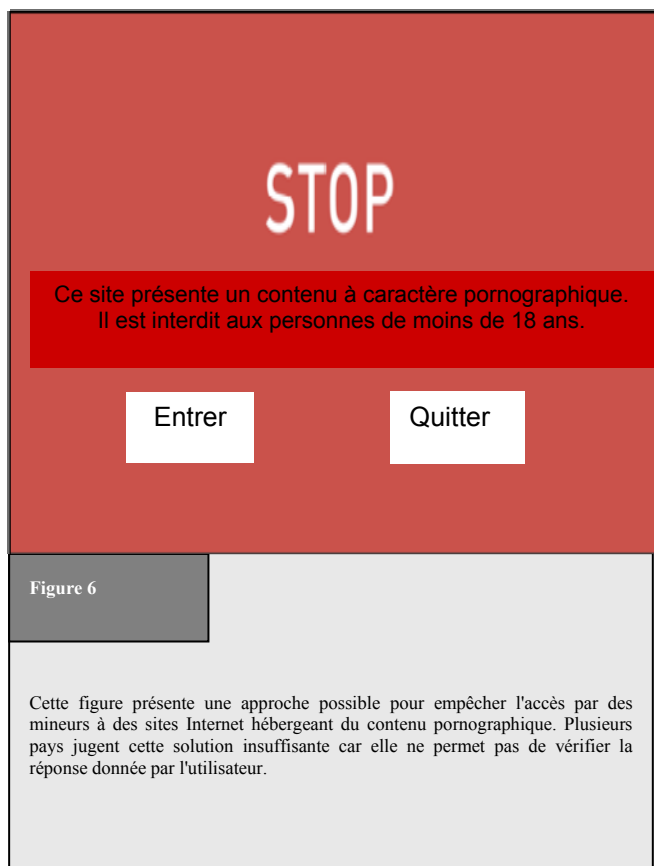 STOP
Ce site présente un contenu à caractère pornographique.
Il est interdit aux personnes de moins de 18 ans.
Entrer
Quitter
Figure 6
Cette figure présente une approche possible pour empêcher l'accès par des
mineurs à des sites Internet hébergeant du contenu pornographique. Plusieurs
pays jugent cette solution insuffisante car elle ne permet pas de vérifier la
réponse donnée par l'utilisateur.